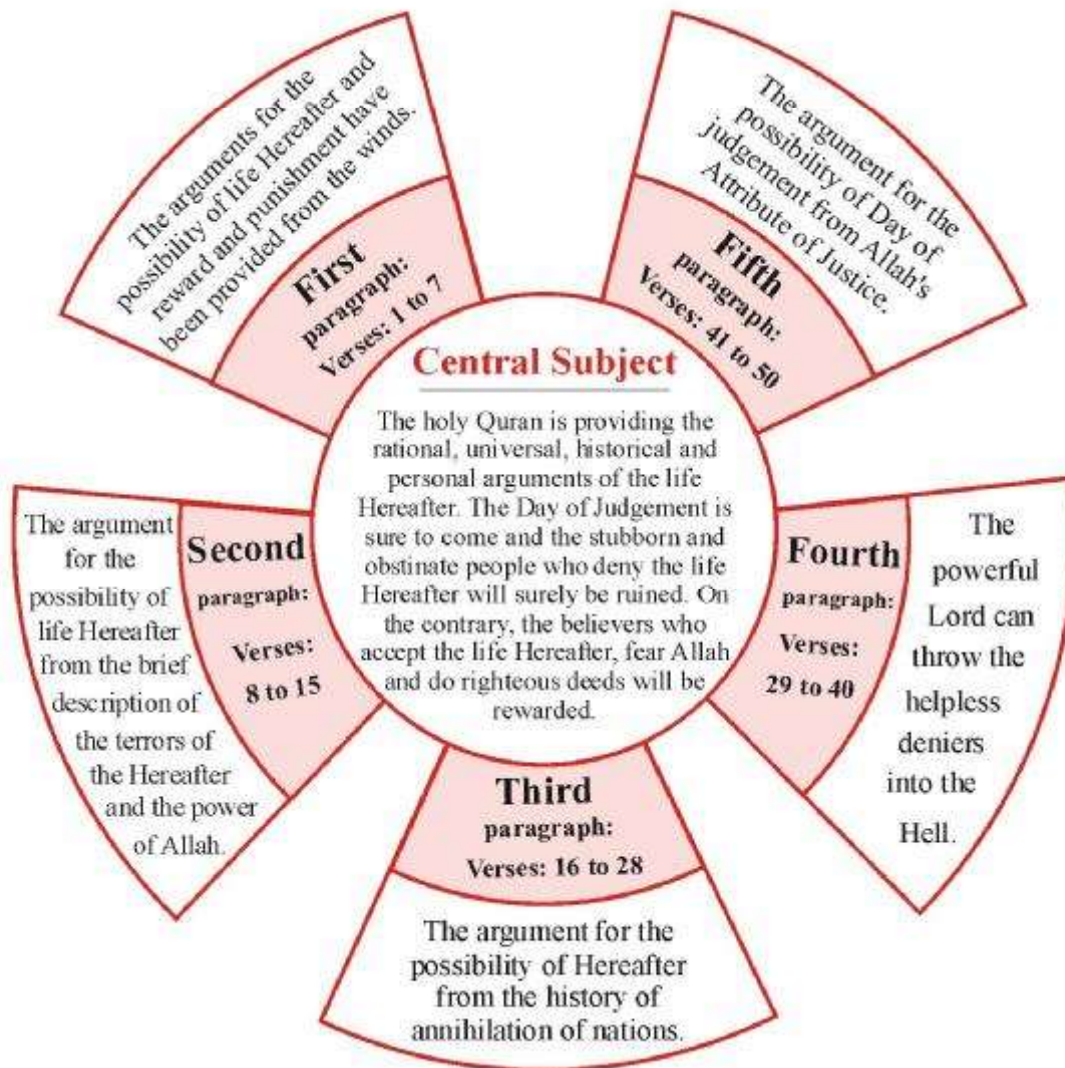 Central Subject
The holy Quran is providing the
rational, universal, historical and
personal arguments of the life
Hereafter. The Day of Judgement is
sure to come and the stubborn and
obstinate people who deny the life
Hereafter will surely be ruined. On
the contrary, the believers who
accept the life Hereafter, fear Allah
and do righteous deeds will be
rewarded.
First
paragraph:
Verses: 1 to 7
The arguments for the
possibility of life Hereafter and
reward and punishment have
been provided from the winds.
Second
paragraph:
Verses:
8 to 15
The argument
for the
possibility of
life Hereafter
from the brief
description of
the terrors of
the Hereafter
and the power
of Allah.
Third
paragraph:
Verses: 16 to 28
The argument for the
possibility of Hereafter
from the history of
annihilation of nations.
Fourth
paragraph:
Verses:
29 to 40
The
powerful
Lord can
throw the
helpless
deniers
into the
Hell.
Fifth
paragraph:
Verses: 41 to 50
The argument for the
possibility of Day of
judgement from Allah's
Attribute of Justice.